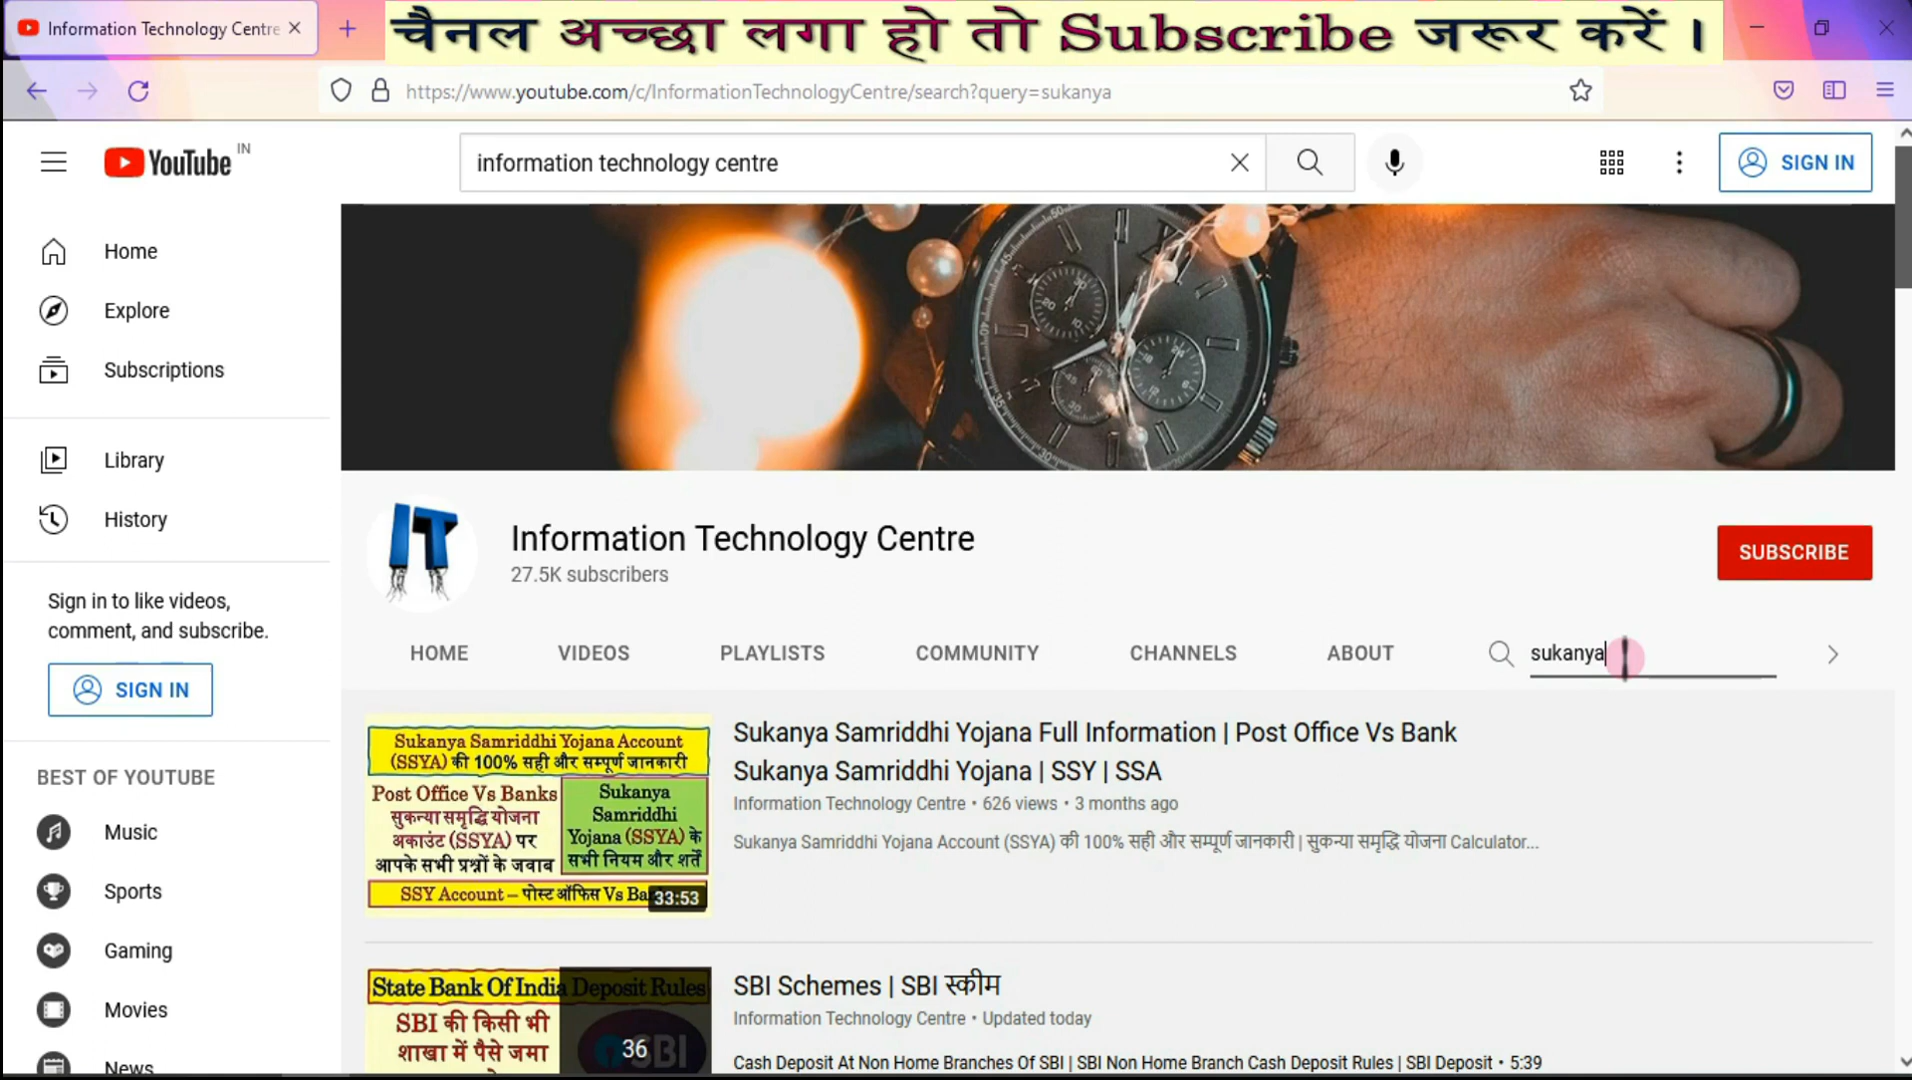 Information Technology Centre
चैनल अच्छा लगा हो तो Subscribe जरूर करें ।
https://www.youtube.com/c/InformationTechnologyCentre/search?query=sukanya
YouTube IN
information technology centre
SIGN IN
Home
Explore
Subscriptions
Library
History
Sign in to like videos,
comment, and subscribe.
SIGN IN
BEST OF YOUTUBE
Music
Sports
Gaming
Movies
News
IT
Information Technology Centre
27.5K subscribers
SUBSCRIBE
HOME VIDEOS PLAYLISTS COMMUNITY CHANNELS ABOUT sukanya
Sukanya Samriddhi Yojana Account
(SSYA) की 100% सही और सम्पूर्ण जानकारी
Post Office Vs Banks
सुकन्या समृद्धि योजना
अकाउंट (SSYA) पर
आपके सभी प्रश्नों के जवाब
Sukanya
Samriddhi
Yojana (SSYA) के
सभी नियम और शर्तें
SSY Account – पोस्ट ऑफिस Vs Ba
33:53
Sukanya Samriddhi Yojana Full Information | Post Office Vs Bank
Sukanya Samriddhi Yojana | SSY | SSA
Information Technology Centre • 626 views • 3 months ago
Sukanya Samriddhi Yojana Account (SSYA) की 100% सही और सम्पूर्ण जानकारी | सुकन्या समृद्धि योजना Calculator...
State Bank Of India Deposit Rules
SBI की किसी भी
शाखा में पैसे जमा
SBI
36
SBI Schemes | SBI स्कीम
Information Technology Centre • Updated today
Cash Deposit At Non Home Branches Of SBI | SBI Non Home Branch Cash Deposit Rules | SBI Deposit • 5:39